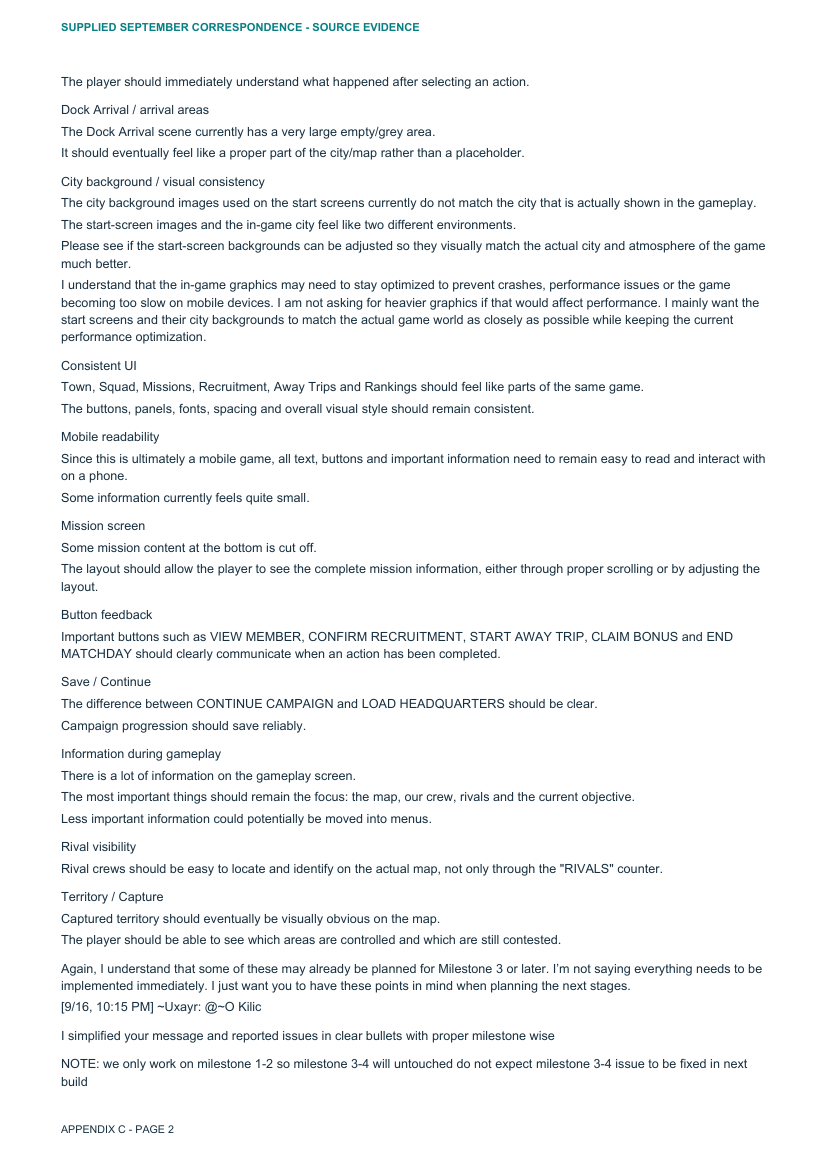 SUPPLIED SEPTEMBER CORRESPONDENCE - SOURCE EVIDENCE
The player should immediately understand what happened after selecting an action.
Dock Arrival / arrival areas
The Dock Arrival scene currently has a very large empty/grey area.
It should eventually feel like a proper part of the city/map rather than a placeholder.
City background / visual consistency
The city background images used on the start screens currently do not match the city that is actually shown in the gameplay.
The start-screen images and the in-game city feel like two different environments.
Please see if the start-screen backgrounds can be adjusted so they visually match the actual city and atmosphere of the game
much better.
I understand that the in-game graphics may need to stay optimized to prevent crashes, performance issues or the game
becoming too slow on mobile devices. I am not asking for heavier graphics if that would affect performance. I mainly want the
start screens and their city backgrounds to match the actual game world as closely as possible while keeping the current
performance optimization.
Consistent UI
Town, Squad, Missions, Recruitment, Away Trips and Rankings should feel like parts of the same game.
The buttons, panels, fonts, spacing and overall visual style should remain consistent.
Mobile readability
Since this is ultimately a mobile game, all text, buttons and important information need to remain easy to read and interact with
on a phone.
Some information currently feels quite small.
Mission screen
Some mission content at the bottom is cut off.
The layout should allow the player to see the complete mission information, either through proper scrolling or by adjusting the
layout.
Button feedback
Important buttons such as VIEW MEMBER, CONFIRM RECRUITMENT, START AWAY TRIP, CLAIM BONUS and END
MATCHDAY should clearly communicate when an action has been completed.
Save / Continue
The difference between CONTINUE CAMPAIGN and LOAD HEADQUARTERS should be clear.
Campaign progression should save reliably.
Information during gameplay
There is a lot of information on the gameplay screen.
The most important things should remain the focus: the map, our crew, rivals and the current objective.
Less important information could potentially be moved into menus.
Rival visibility
Rival crews should be easy to locate and identify on the actual map, not only through the "RIVALS" counter.
Territory / Capture
Captured territory should eventually be visually obvious on the map.
The player should be able to see which areas are controlled and which are still contested.
Again, I understand that some of these may already be planned for Milestone 3 or later. I’m not saying everything needs to be
implemented immediately. I just want you to have these points in mind when planning the next stages.
[9/16, 10:15 PM] ~Uxayr: @~O Kilic
I simplified your message and reported issues in clear bullets with proper milestone wise
NOTE: we only work on milestone 1-2 so milestone 3-4 will untouched do not expect milestone 3-4 issue to be fixed in next
build
APPENDIX C - PAGE 2